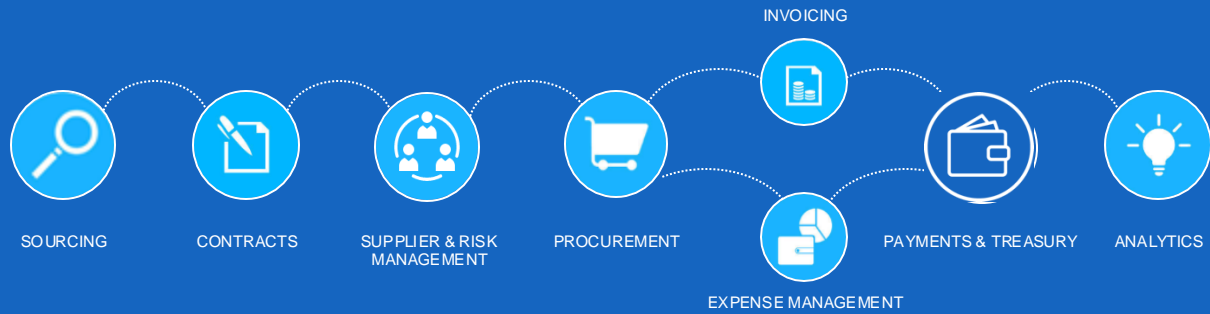 INVOICING
SOURCING
CONTRACTS
SUPPLIER & RISK
MANAGEMENT
PROCUREMENT
PAYMENTS & TREASURY
ANALYTICS
EXPENSE MANAGEMENT